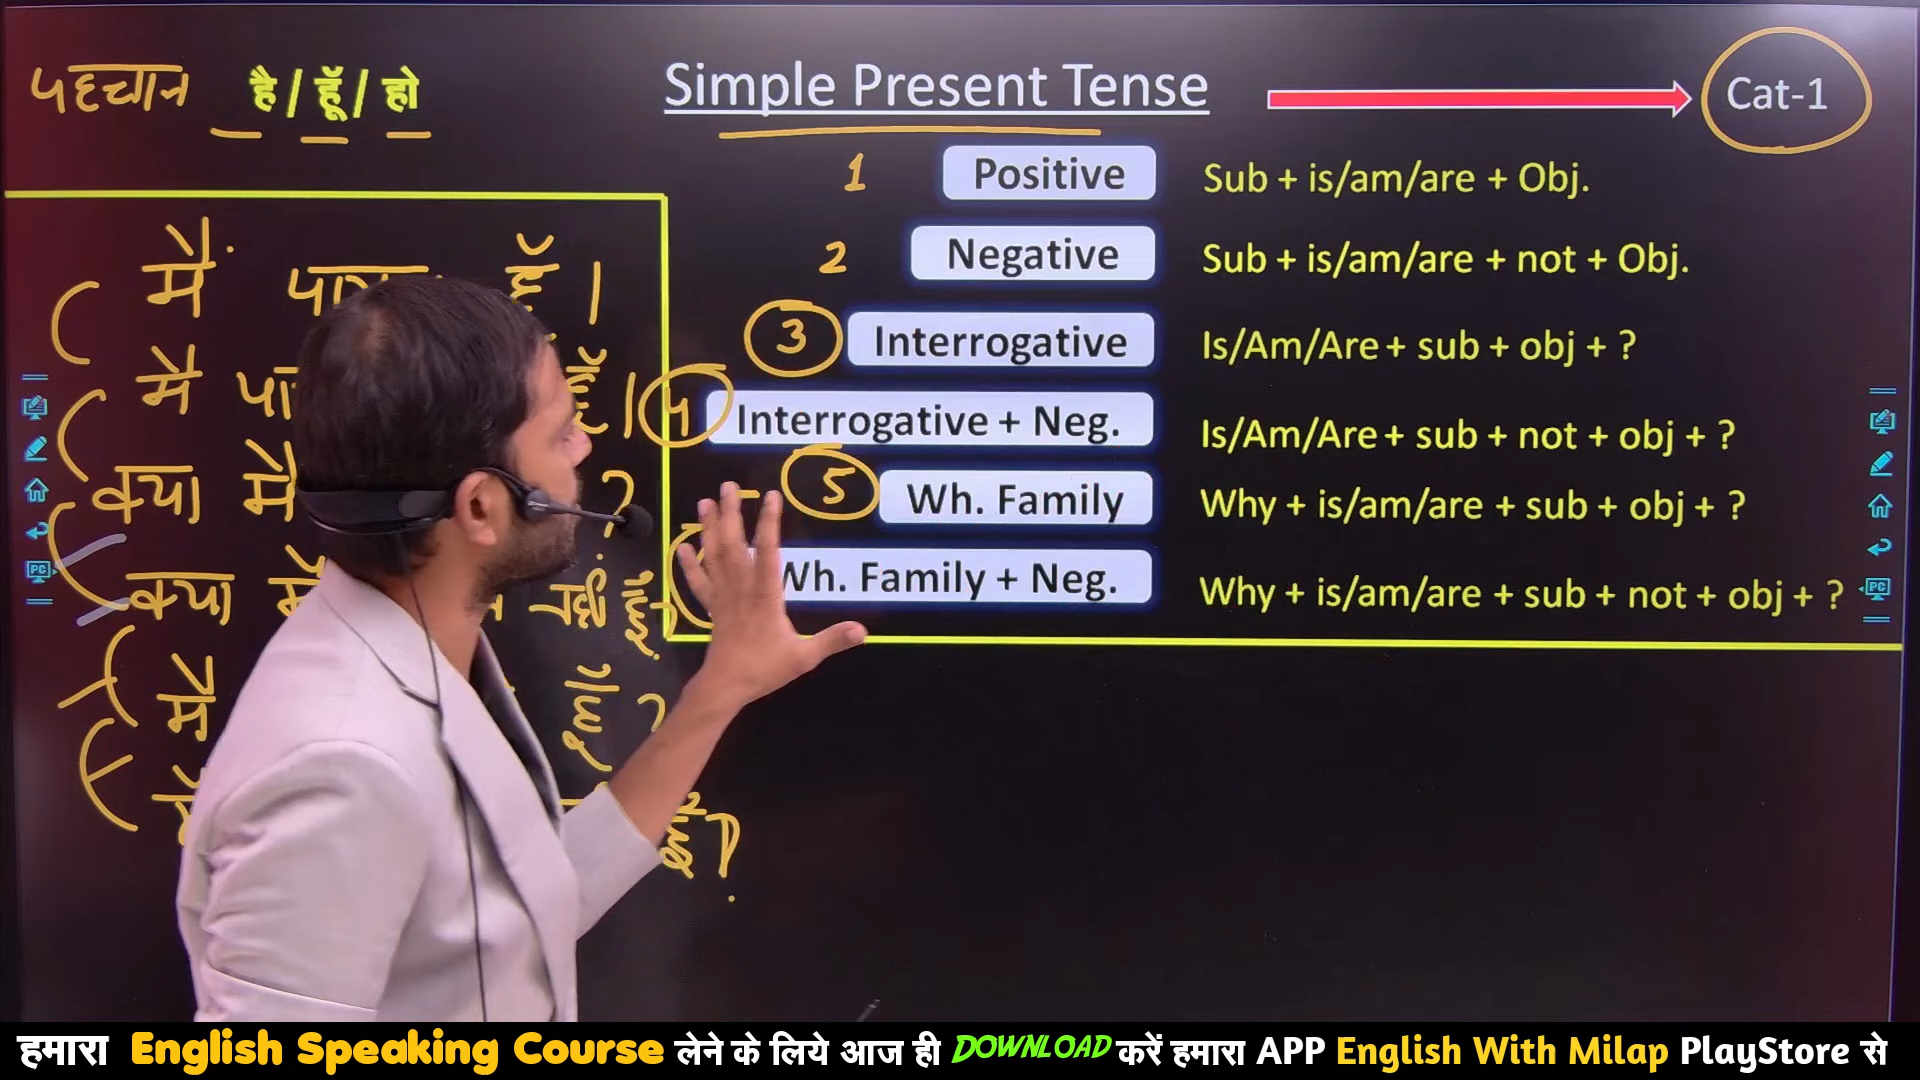 पहचान है / हूँ / हो
Simple Present Tense
Cat-1
1 Positive Sub + is/am/are + Obj.
2 Negative Sub + is/am/are + not + Obj.
3 Interrogative Is/Am/Are + sub + obj + ?
4 Interrogative + Neg. Is/Am/Are + sub + not + obj + ?
5 Wh. Family Why + is/am/are + sub + obj + ?
Wh. Family + Neg. Why + is/am/are + sub + not + obj + ?
मैं हूँ।
मैं हूँ।
क्या मैं ?
क्या मैं नहीं हूँ?
मैं हूँ ?
हूँ?
PC
PC
हमारा English Speaking Course लेने के लिये आज ही DOWNLOAD करें हमारा APP English With Milap PlayStore से